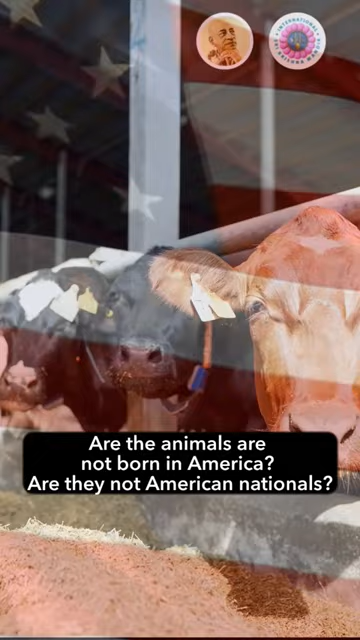 Are the animals are
not born in America?
Are they not American nationals?